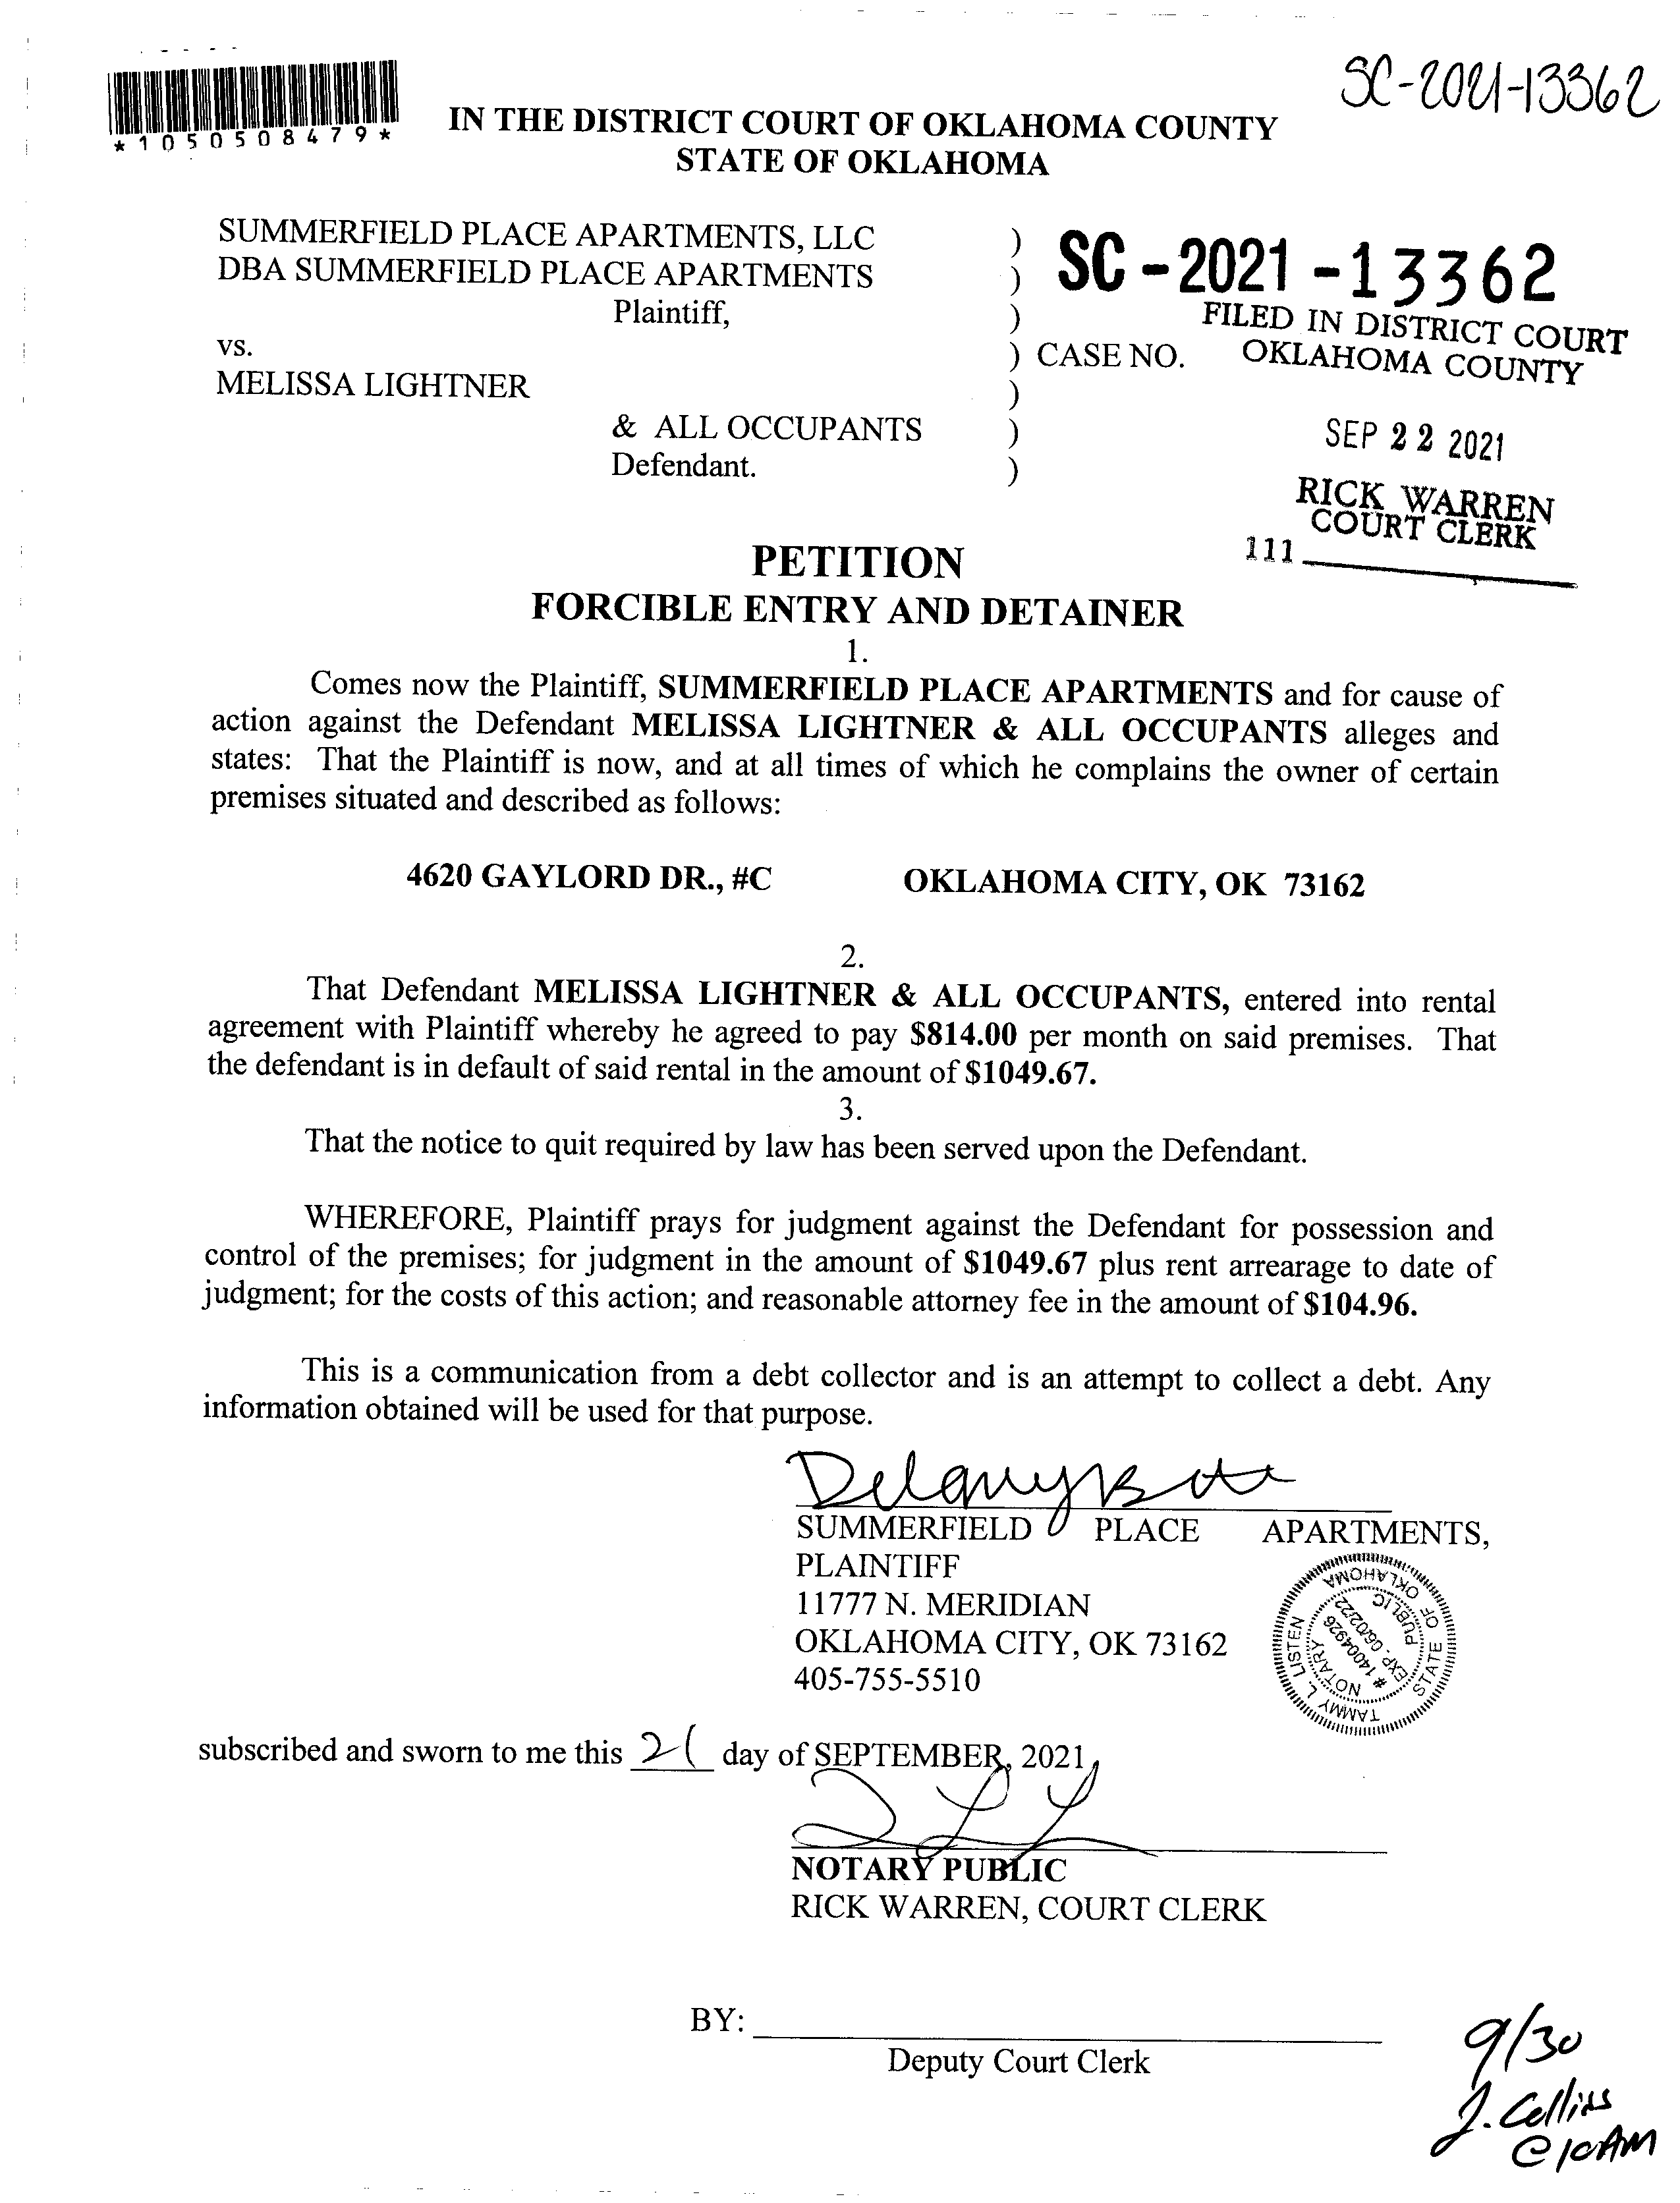 SC-2021-13362
*1050508479*
IN THE DISTRICT COURT OF OKLAHOMA COUNTY
STATE OF OKLAHOMA
SUMMERFIELD PLACE APARTMENTS, LLC )
DBA SUMMERFIELD PLACE APARTMENTS )
Plaintiff, )
SC-2021-13362
FILED IN DISTRICT COURT
OKLAHOMA COUNTY
vs. ) CASE NO.
MELISSA LIGHTNER )
& ALL OCCUPANTS )
Defendant. )
SEP 22 2021
RICK WARREN
COURT CLERK
111
PETITION
FORCIBLE ENTRY AND DETAINER
1.
Comes now the Plaintiff, SUMMERFIELD PLACE APARTMENTS and for cause of
action against the Defendant MELISSA LIGHTNER & ALL OCCUPANTS alleges and
states: That the Plaintiff is now, and at all times of which he complains the owner of certain
premises situated and described as follows:
4620 GAYLORD DR., #C OKLAHOMA CITY, OK 73162
2.
That Defendant MELISSA LIGHTNER & ALL OCCUPANTS, entered into rental
agreement with Plaintiff whereby he agreed to pay $814.00 per month on said premises. That
the defendant is in default of said rental in the amount of $1049.67.
3.
That the notice to quit required by law has been served upon the Defendant.
WHEREFORE, Plaintiff prays for judgment against the Defendant for possession and
control of the premises; for judgment in the amount of $1049.67 plus rent arrearage to date of
judgment; for the costs of this action; and reasonable attorney fee in the amount of $104.96.
This is a communication from a debt collector and is an attempt to collect a debt. Any
information obtained will be used for that purpose.
SUMMERFIELD PLACE APARTMENTS,
PLAINTIFF
11777 N. MERIDIAN
OKLAHOMA CITY, OK 73162
405-755-5510
TAMMY L. LISTEN
STATE OF OKLAHOMA
NOTARY PUBLIC
# 14004926
EXP. 06/02/22
subscribed and sworn to me this 21 day of SEPTEMBER, 2021
NOTARY PUBLIC
RICK WARREN, COURT CLERK
BY:
Deputy Court Clerk
9/30
J. Collins
@10AM